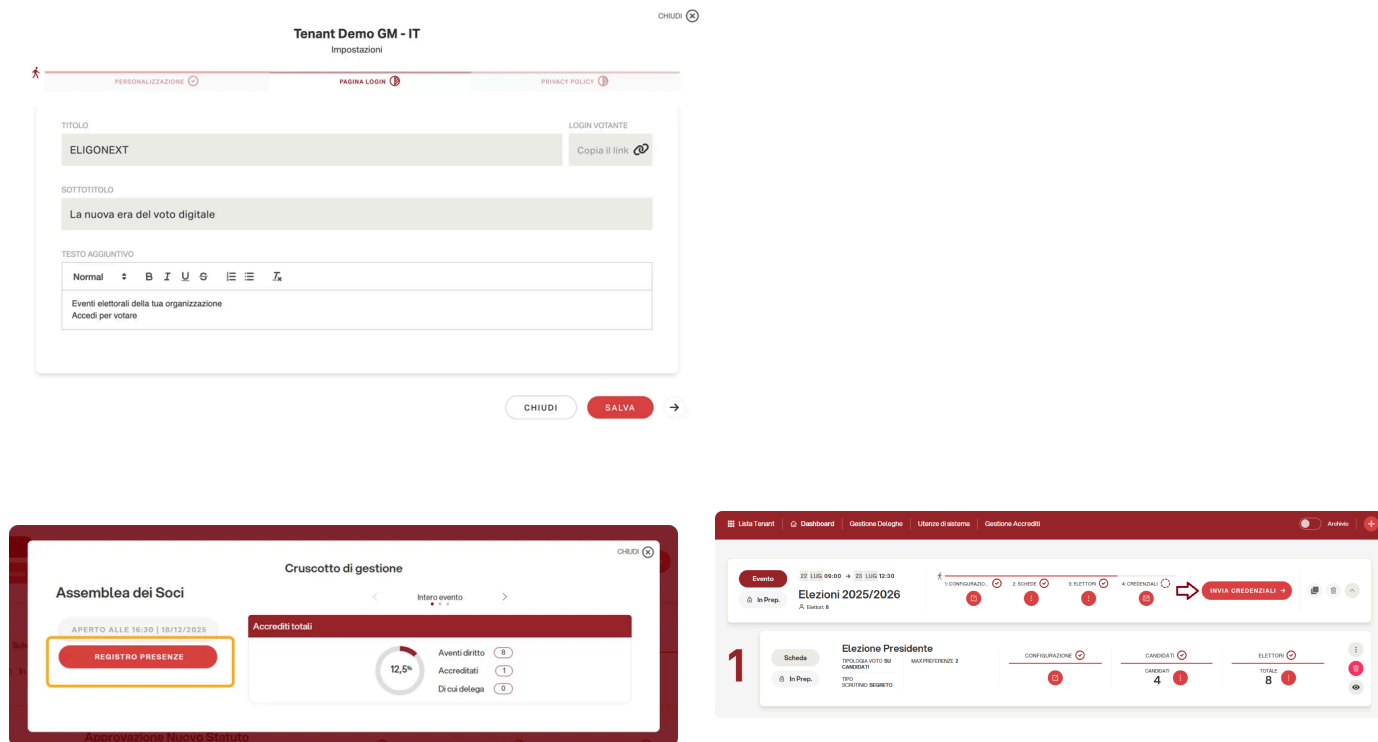 CHIUDI
Tenant Demo GM - IT
Impostazioni
PERSONALIZZAZIONE
PAGINA LOGIN
PRIVACY POLICY
TITOLO
LOGIN VOTANTE
ELIGONEXT
Copia il link
SOTTOTITOLO
La nuova era del voto digitale
TESTO AGGIUNTIVO
Normal B I U S
Eventi elettorali della tua organizzazione
Accedi per votare
CHIUDI SALVA
CHIUDI
Cruscotto di gestione
Assemblea dei Soci
Intero evento
APERTO ALLE 16:30 | 18/12/2025
REGISTRO PRESENZE
Accrediti totali
12,5%
Aventi diritto 8
Accreditati 1
Di cui delega 0
Approvazione Nuovo Statuto
Lista Tenant Dashboard Gestione Deleghe Utenze di sistema Gestione Accrediti Archivio
Evento
In Prep.
22 LUG 09:00 → 23 LUG 12:30
Elezioni 2025/2026
Elettori: 8
1: CONFIGURAZIO... 2: SCHEDE 3: ELETTORI 4: CREDENZIALI
INVIA CREDENZIALI
1
Scheda
In Prep.
Elezione Presidente
TIPOLOGIA VOTO SU CANDIDATI
MAX PREFERENZE 2
TIPO SCRUTINIO SEGRETO
CONFIGURAZIONE
CANDIDATI
CANDIDATI
4
ELETTORI
TOTALE
8